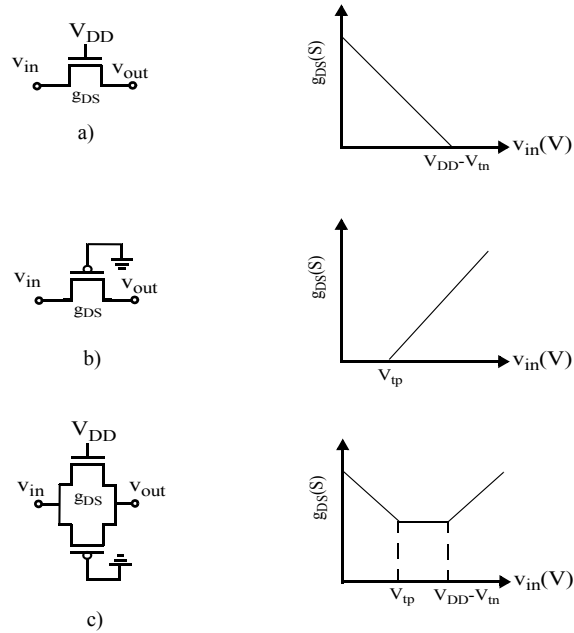 V_DD
v_in
v_out
g_DS
a)
g_DS(S)
V_DD-V_tn
v_in(V)
v_in
v_out
g_DS
b)
g_DS(S)
V_tp
v_in(V)
V_DD
v_in
v_out
g_DS
c)
g_DS(S)
V_tp
V_DD-V_tn
v_in(V)